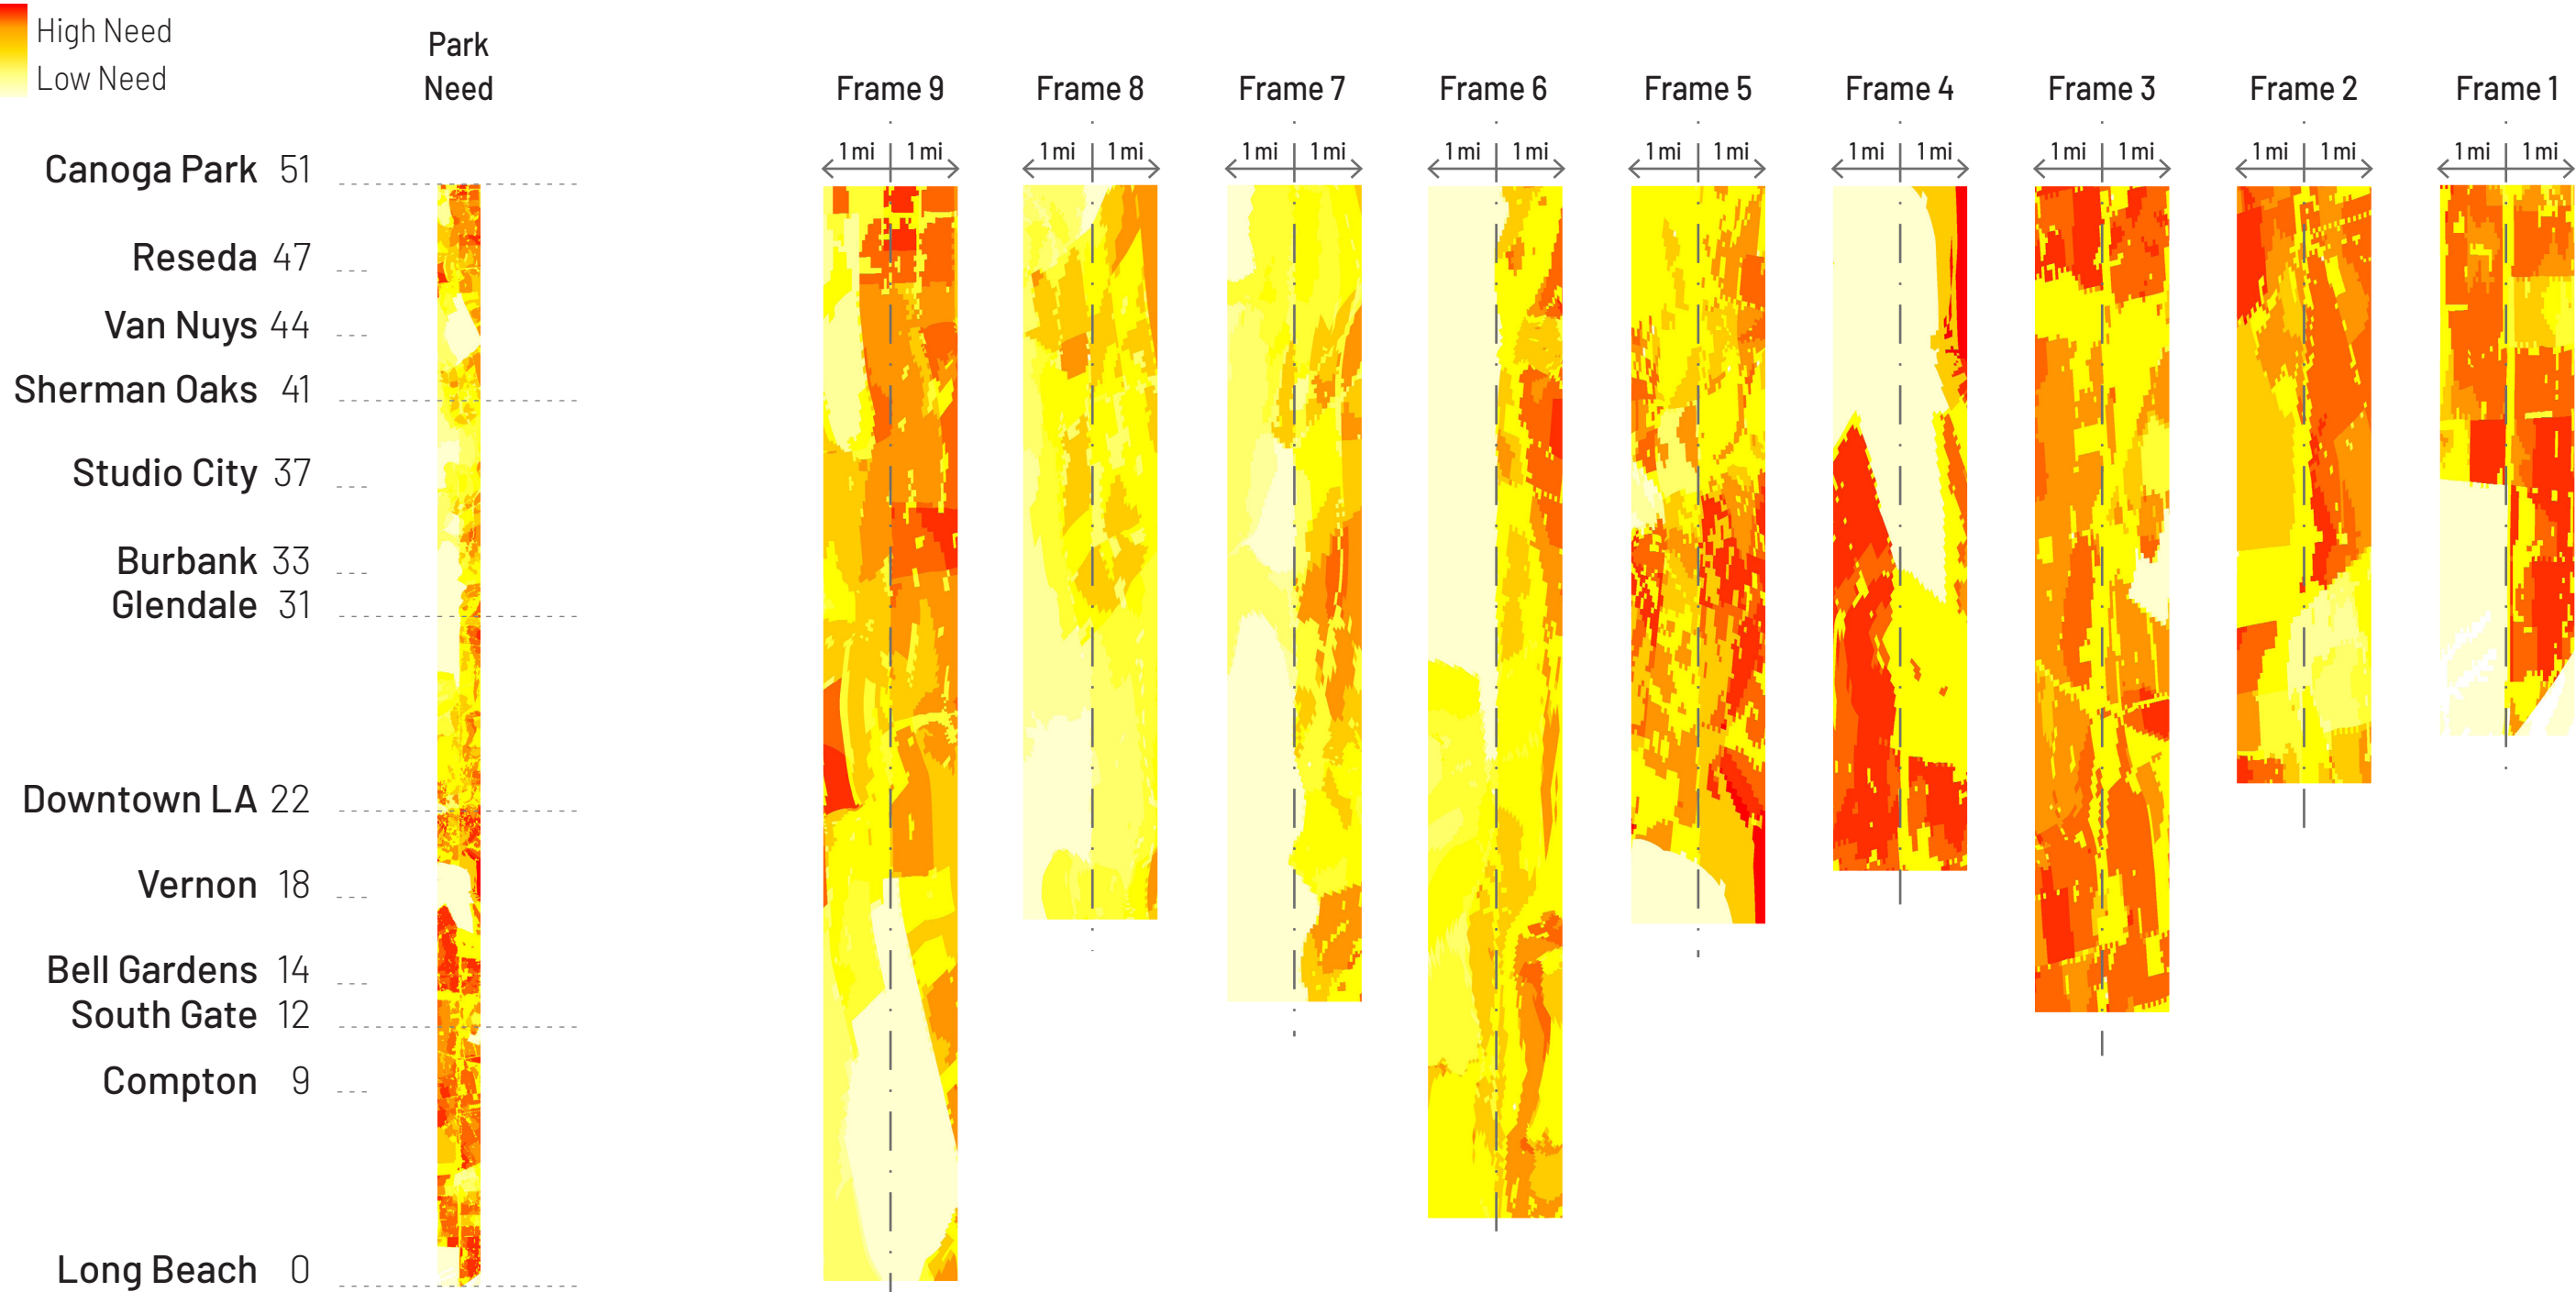 High Need
Low Need
Park
Need
Frame 9
Frame 8
Frame 7
Frame 6
Frame 5
Frame 4
Frame 3
Frame 2
Frame 1
1 mi 1 mi
1 mi 1 mi
1 mi 1 mi
1 mi 1 mi
1 mi 1 mi
1 mi 1 mi
1 mi 1 mi
1 mi 1 mi
1 mi 1 mi
Canoga Park 51
Reseda 47
Van Nuys 44
Sherman Oaks 41
Studio City 37
Burbank 33
Glendale 31
Downtown LA 22
Vernon 18
Bell Gardens 14
South Gate 12
Compton 9
Long Beach 0